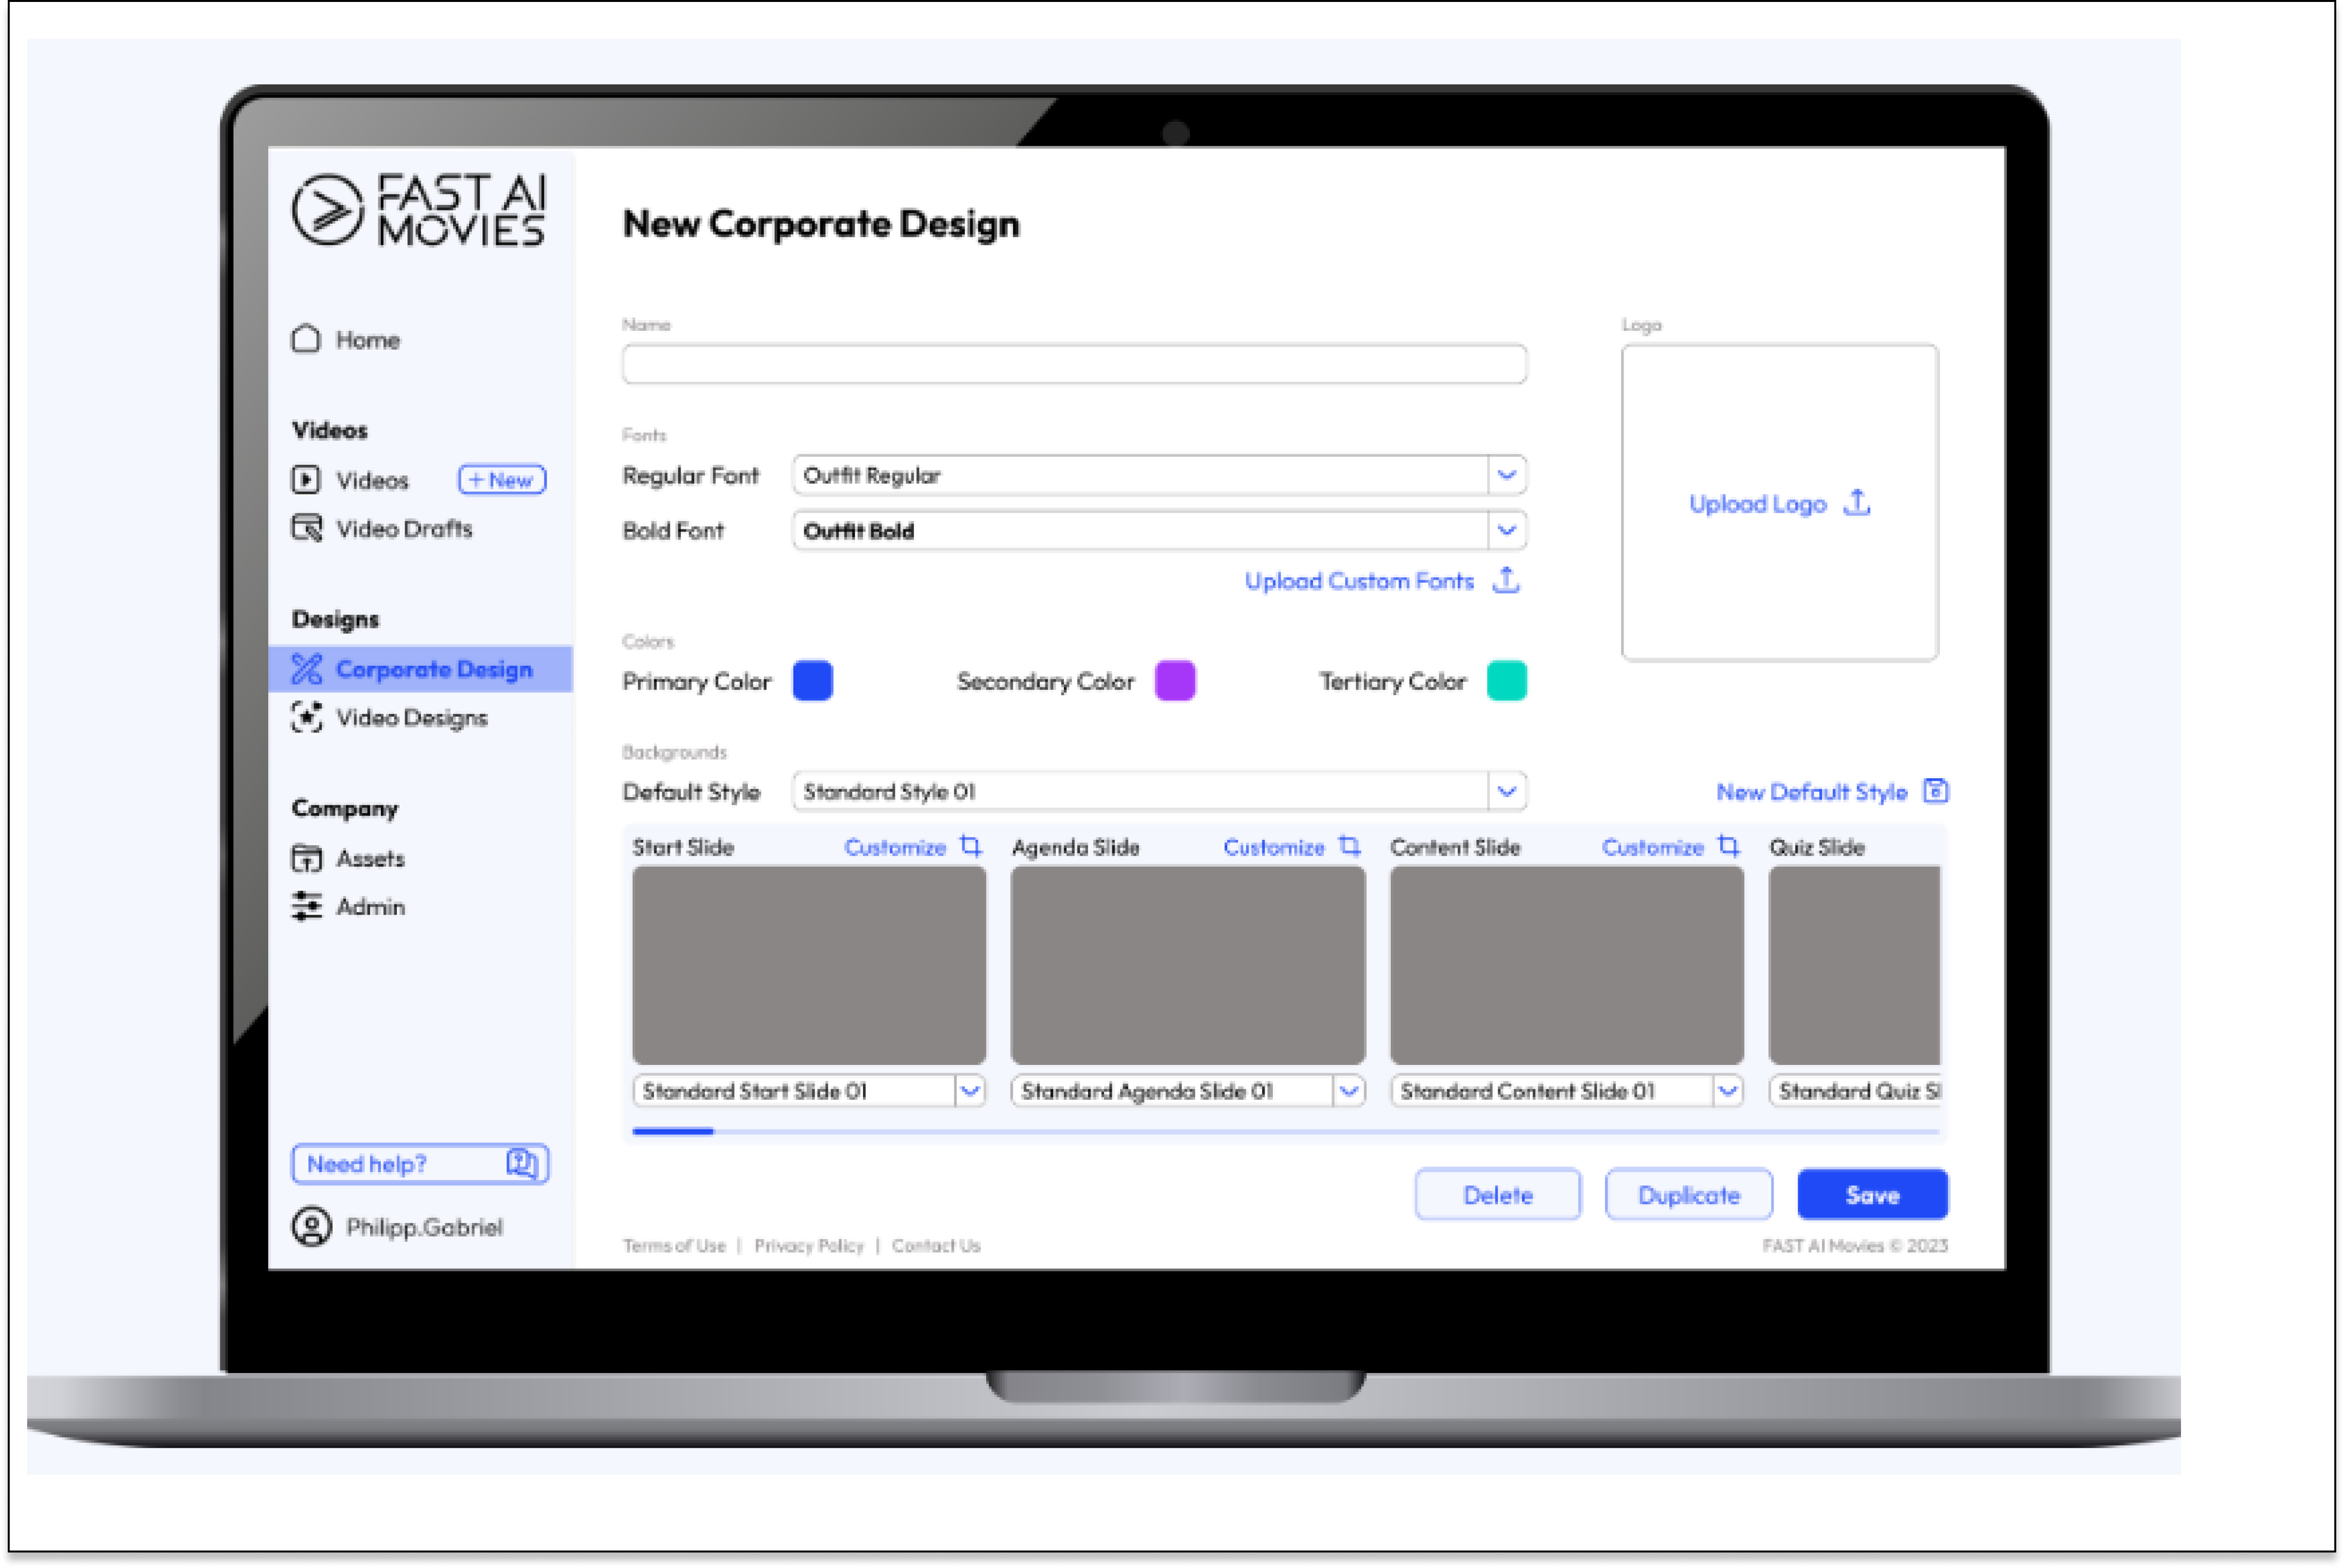 FAST AI
MOVIES
Home
Videos
Videos
+ New
Video Drafts
Designs
Corporate Design
Video Designs
Company
Assets
Admin
Need help?
Philipp.Gabriel
New Corporate Design
Name
Logo
Upload Logo
Fonts
Regular Font
Outfit Regular
Bold Font
Outfit Bold
Upload Custom Fonts
Colors
Primary Color
Secondary Color
Tertiary Color
Backgrounds
Default Style
Standard Style 01
New Default Style
Start Slide
Customize
Agenda Slide
Customize
Content Slide
Customize
Quiz Slide
Standard Start Slide 01
Standard Agenda Slide 01
Standard Content Slide 01
Standard Quiz Sl
Delete
Duplicate
Save
Terms of Use | Privacy Policy | Contact Us
FAST AI Movies © 2023